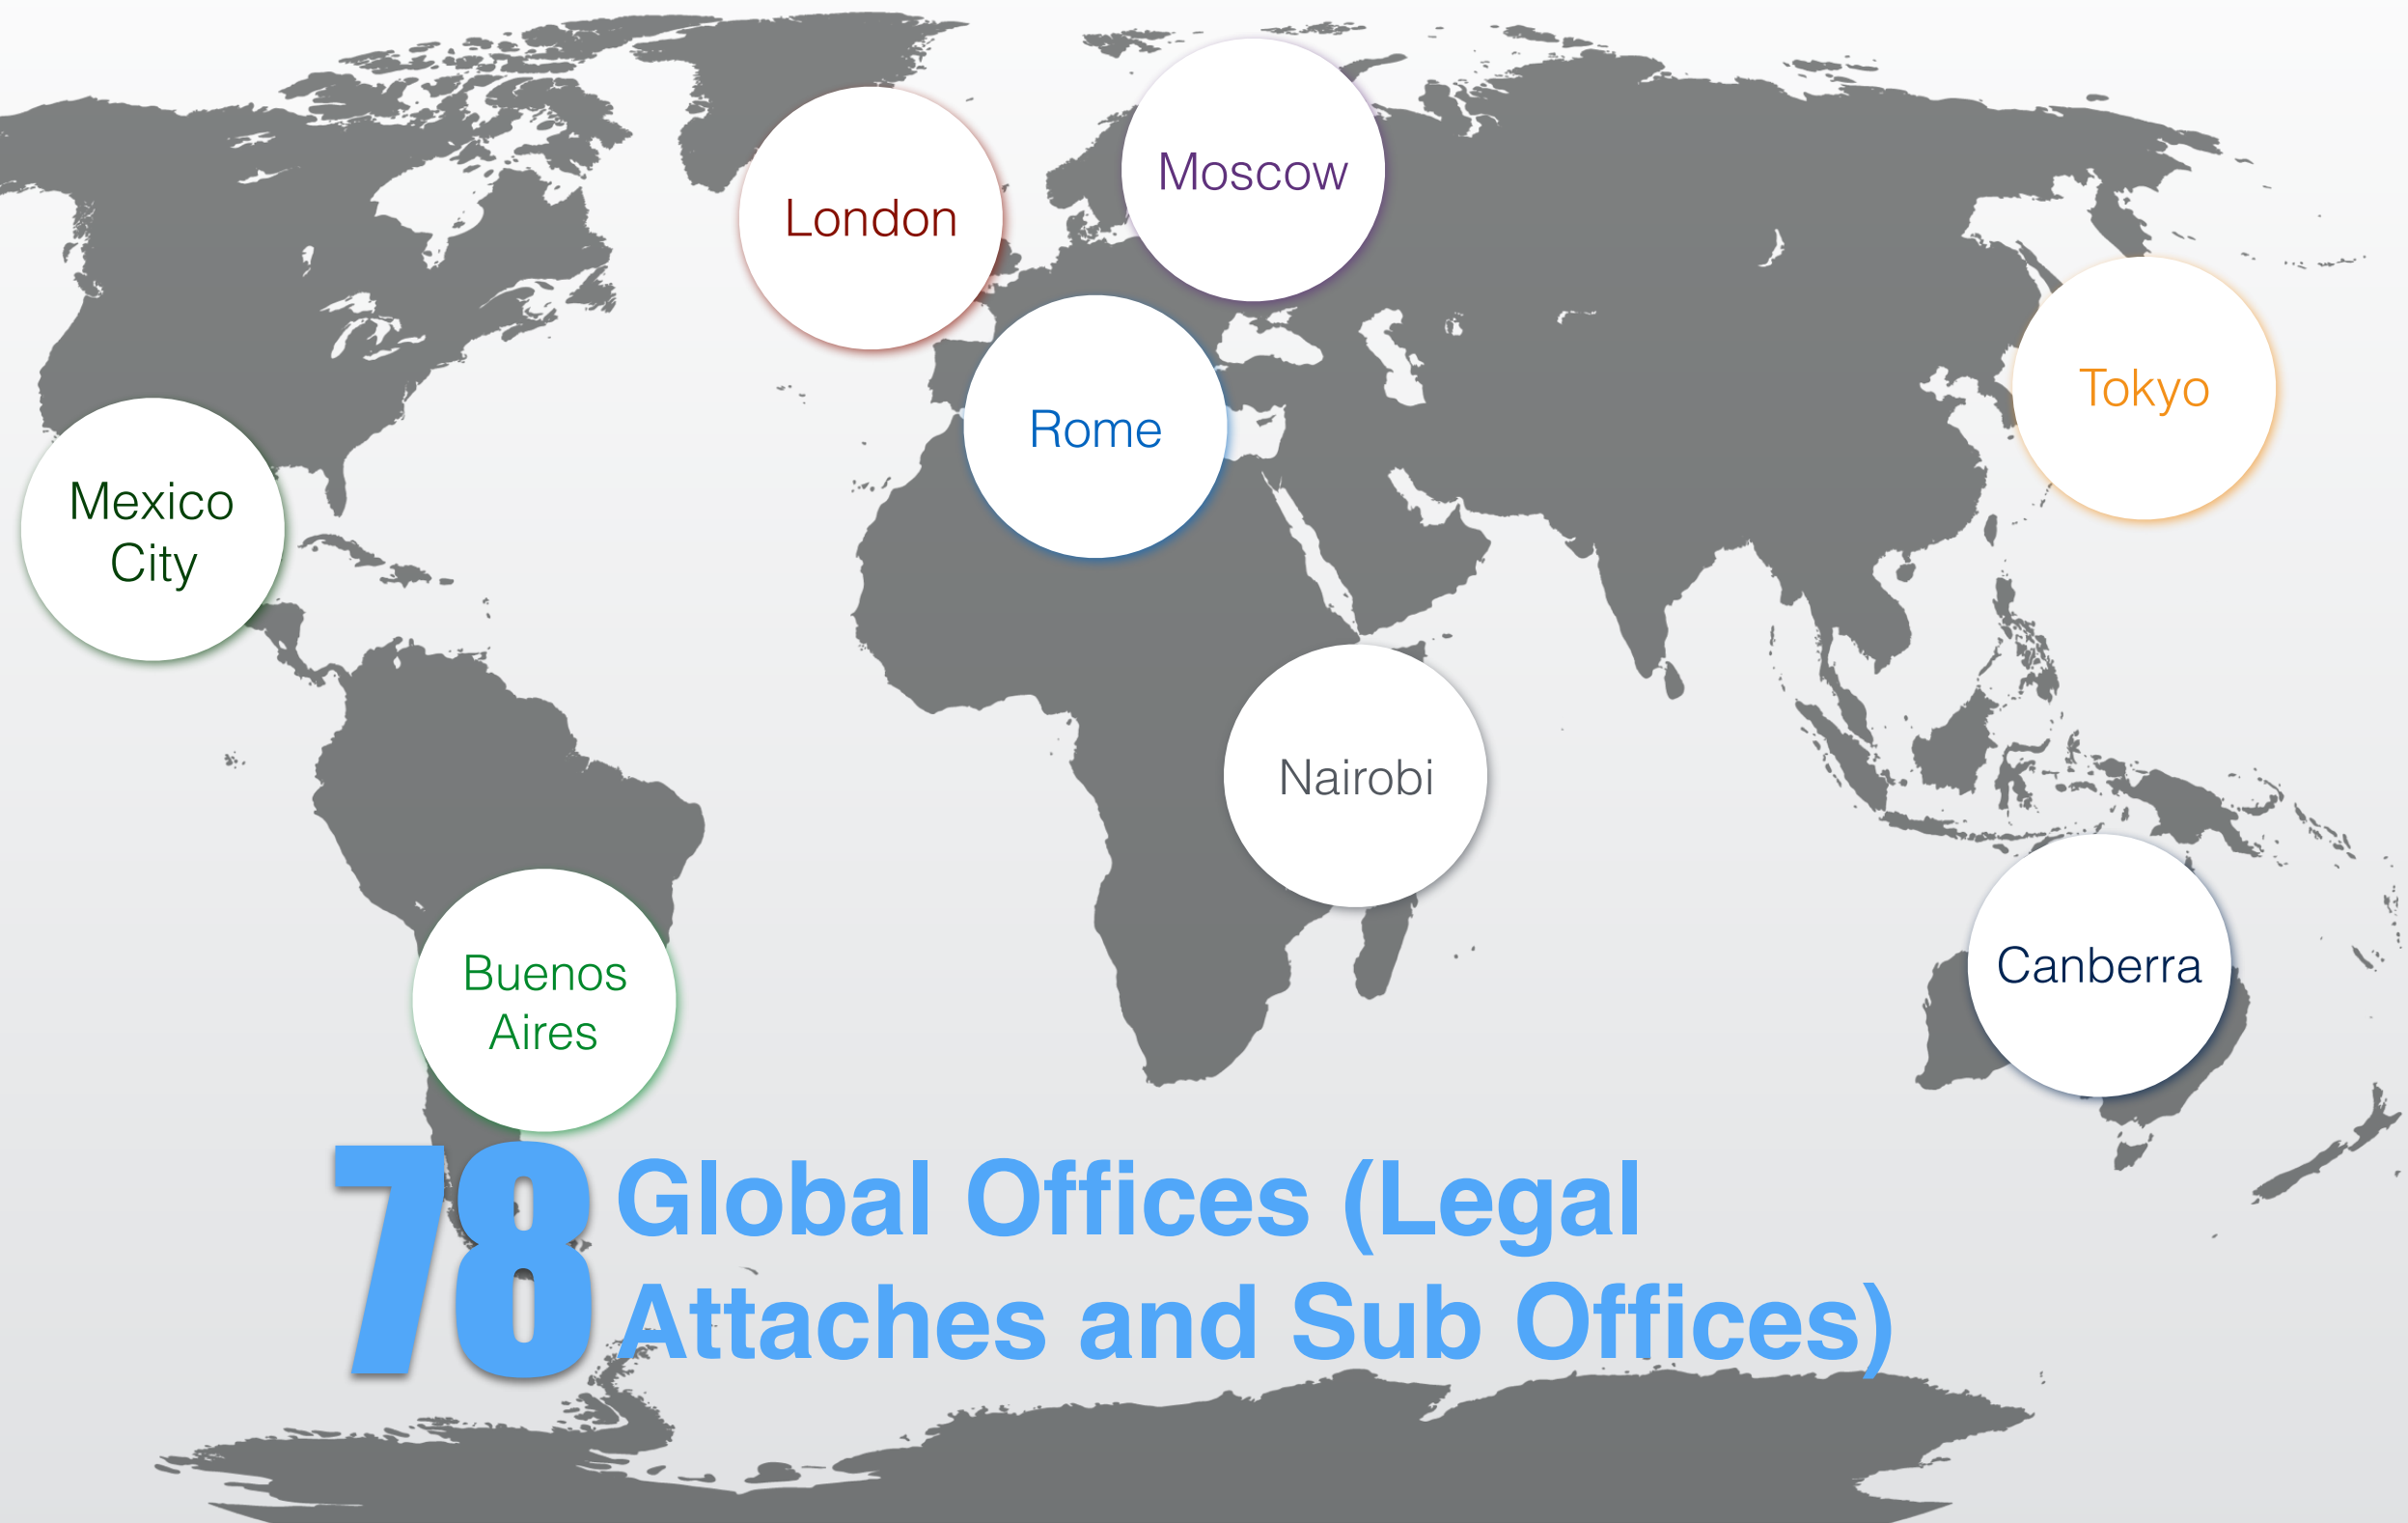 Moscow
London
Tokyo
Rome
Mexico
City
Nairobi
Canberra
Buenos
Aires
78 Global Offices (Legal
Attaches and Sub Offices)